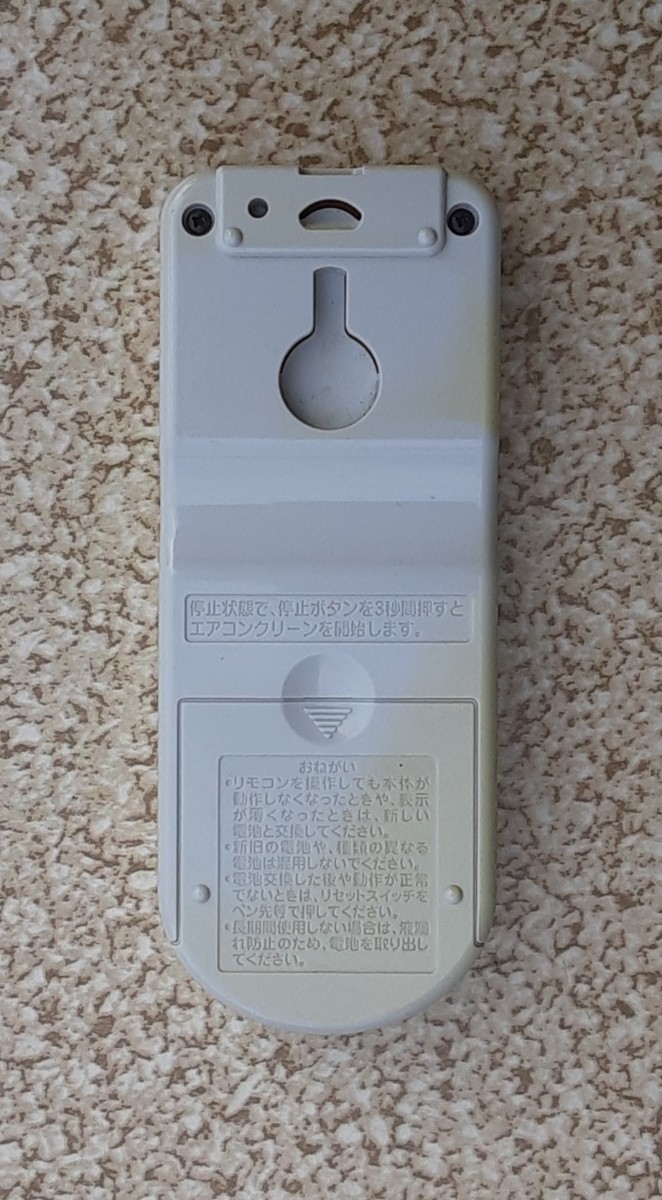 停止状態で、停止ボタンを3秒間押すと
エアコンクリーンを開始します。
おねがい
•リモコンを操作しても本体が
動作しなくなったときや、表示
が薄くなったときは、新しい
電池と交換してください。
•新旧の電池や、種類の異なる
電池は混用しないでください。
•電池交換した後や動作が正常
でないときは、リセットスイッチを
ペン先等で押してください。
•長期間使用しない場合は、液漏
れ防止のため、電池を取り出し
てください。